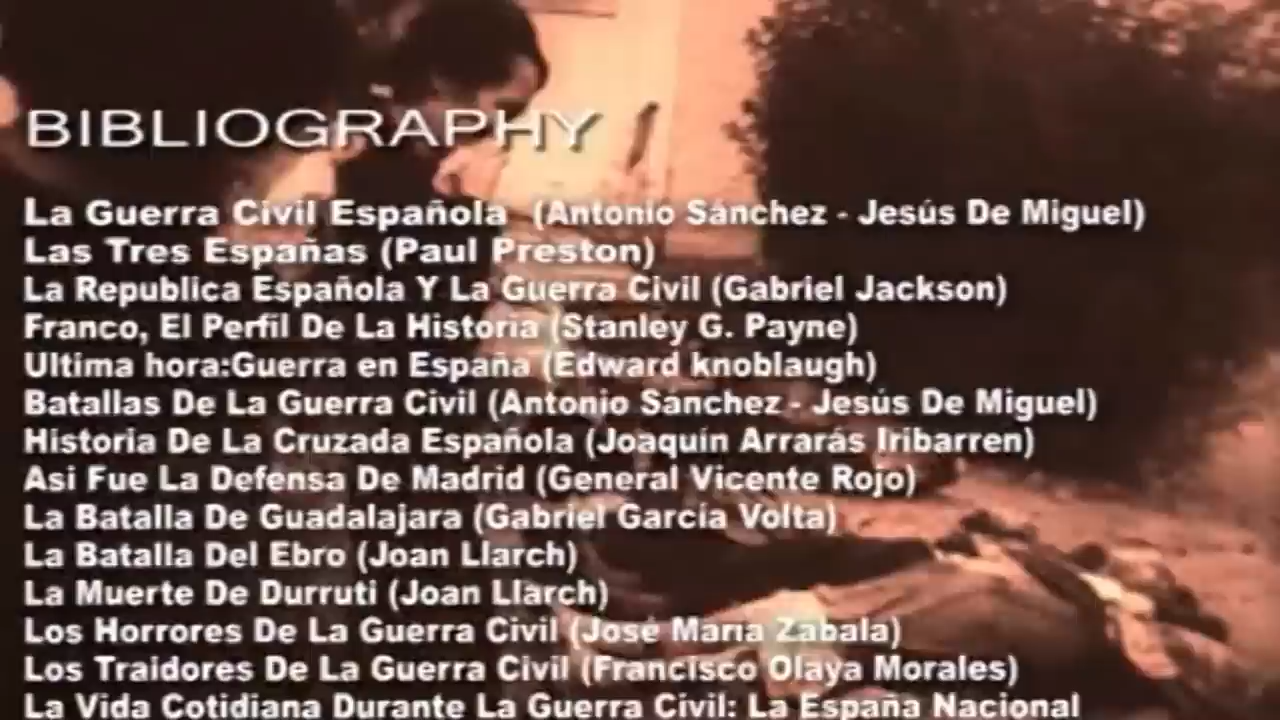 BIBLIOGRAPHY
La Guerra Civil Española (Antonio Sánchez - Jesús De Miguel)
Las Tres Españas (Paul Preston)
La Republica Española Y La Guerra Civil (Gabriel Jackson)
Franco, El Perfil De La Historia (Stanley G. Payne)
Ultima hora:Guerra en España (Edward knoblaugh)
Batallas De La Guerra Civil (Antonio Sánchez - Jesús De Miguel)
Historia De La Cruzada Española (Joaquín Arrarás Iribarren)
Asi Fue La Defensa De Madrid (General Vicente Rojo)
La Batalla De Guadalajara (Gabriel García Volta)
La Batalla Del Ebro (Joan Llarch)
La Muerte De Durruti (Joan Llarch)
Los Horrores De La Guerra Civil (José María Zabala)
Los Traidores De La Guerra Civil (Francisco Olaya Morales)
La Vida Cotidiana Durante La Guerra Civil: La España Nacional